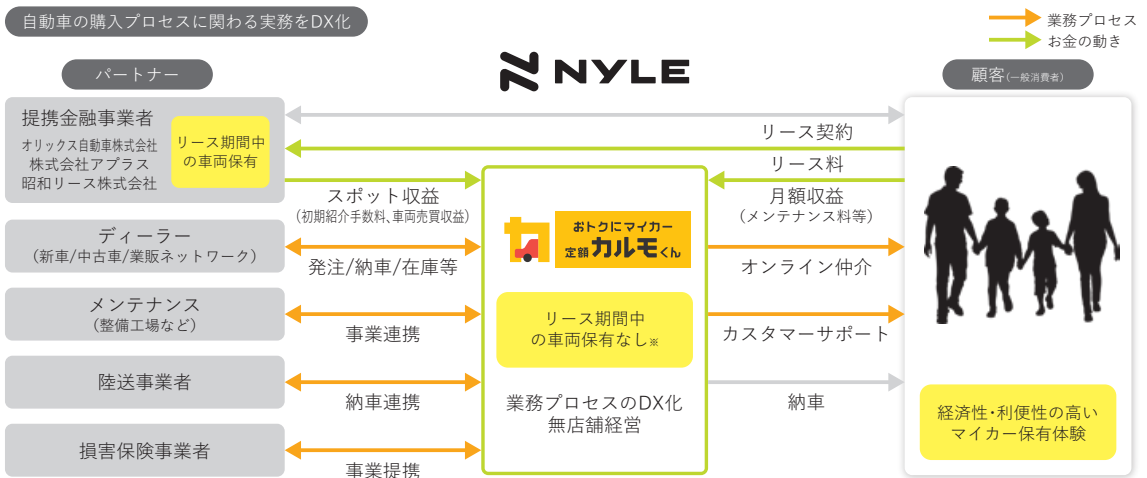 自動車の購入プロセスに関わる実務をDX化
業務プロセス
お金の動き
パートナー
NYLE
顧客(一般消費者)
提携金融事業者
オリックス自動車株式会社
株式会社アプラス
昭和リース株式会社
リース期間中
の車両保有
リース契約
リース料
スポット収益
(初期紹介手数料、車両売買収益)
月額収益
(メンテナンス料等)
ディーラー
(新車/中古車/業販ネットワーク)
発注/納車/在庫等
カ
おトクにマイカー
定額カルモくん
オンライン仲介
メンテナンス
(整備工場など)
事業連携
リース期間中
の車両保有なし※
カスタマーサポート
陸送事業者
納車連携
業務プロセスのDX化
無店舗経営
納車
損害保険事業者
事業提携
経済性・利便性の高い
マイカー保有体験